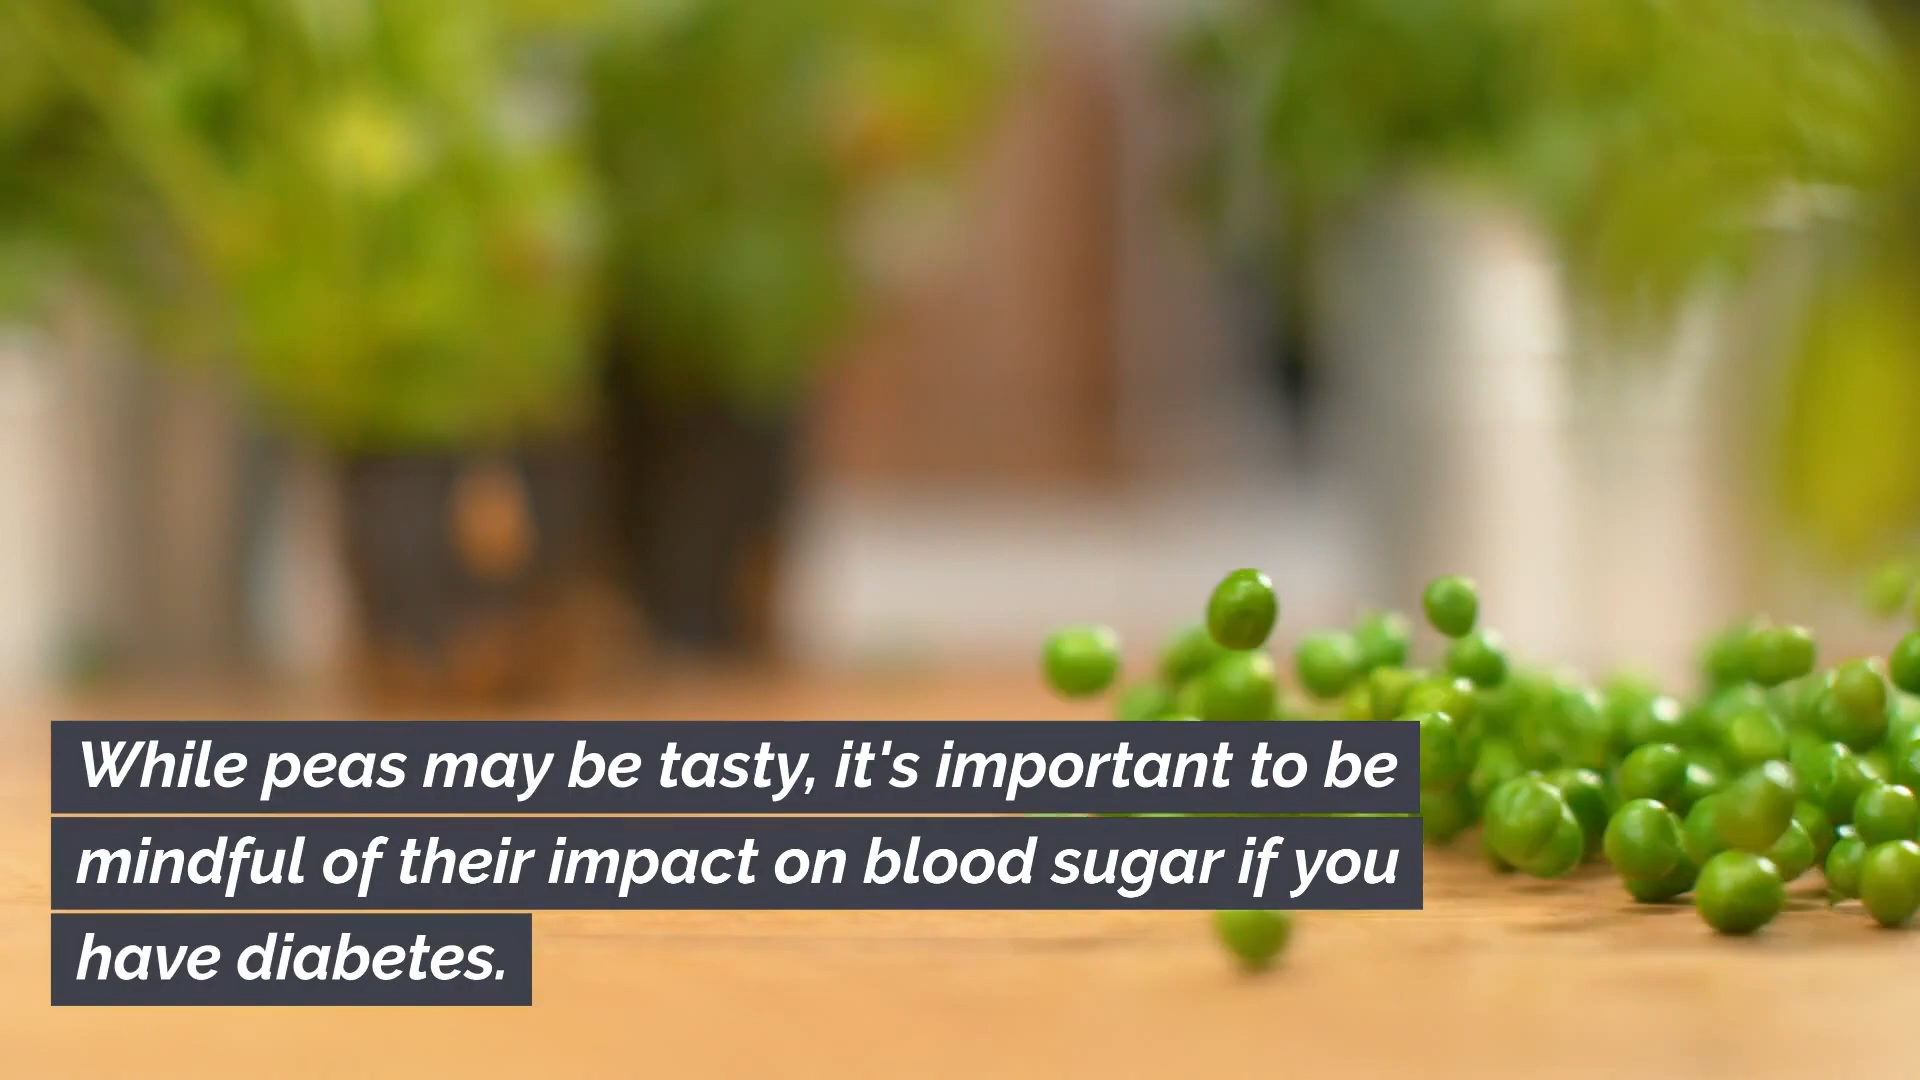 While peas may be tasty, it's important to be
mindful of their impact on blood sugar if you
have diabetes.